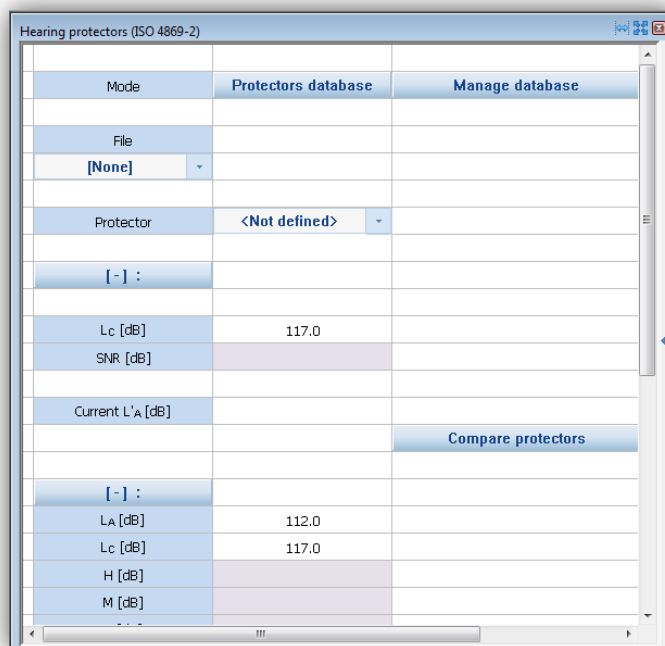 Hearing protectors (ISO 4869-2)
Mode Protectors database Manage database
File
[None]
Protector <Not defined>
[-] :
LC [dB] 117.0
SNR [dB]
Current L'A [dB]
Compare protectors
[-] :
LA [dB] 112.0
LC [dB] 117.0
H [dB]
M [dB]